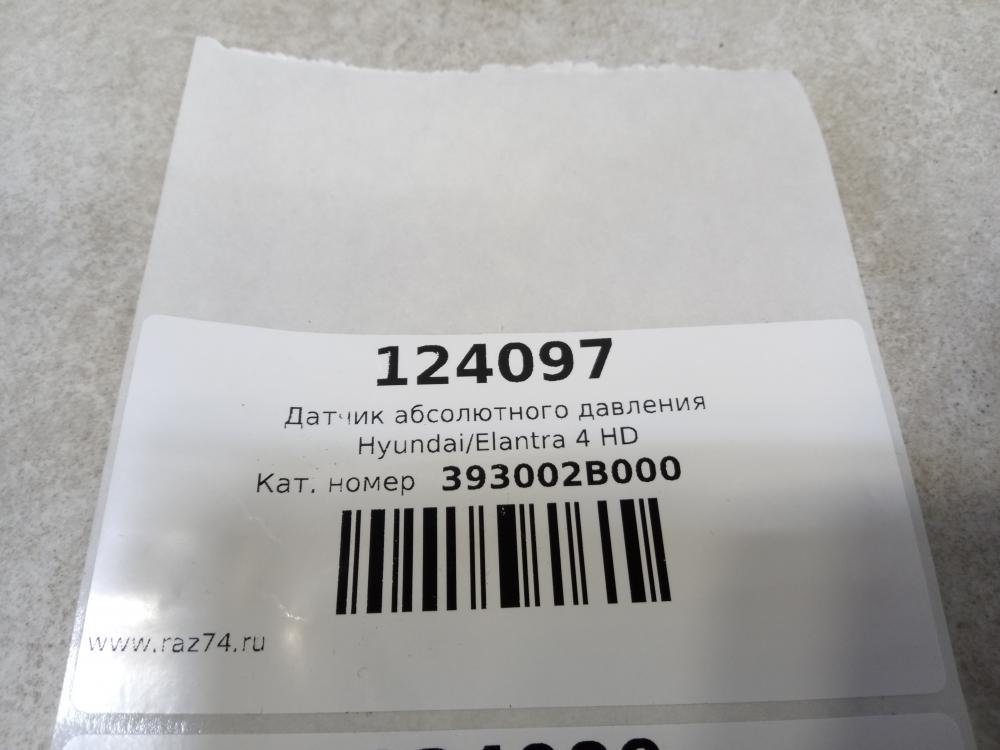 124097
Датчик абсолютного давления
Hyundai/Elantra 4 HD
Кат. номер 393002B000
www.raz74.ru